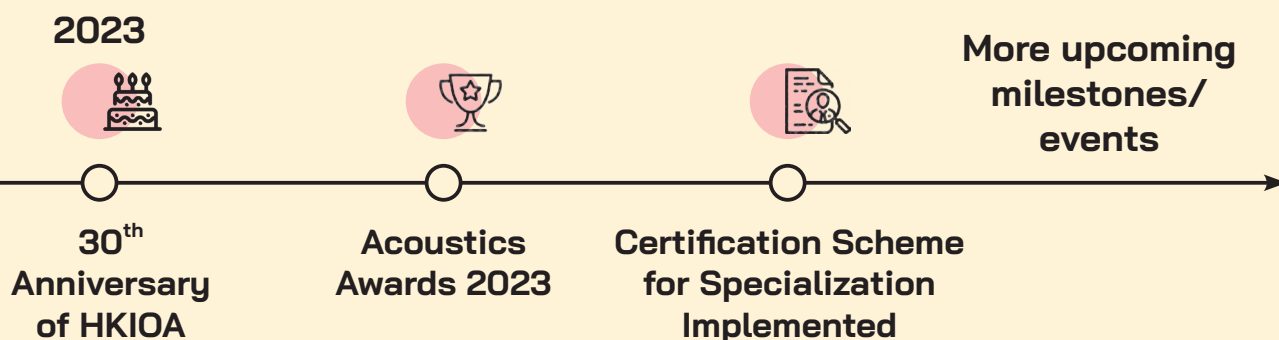 2023
30th
Anniversary
of HKIOA
Acoustics
Awards 2023
Certification Scheme
for Specialization
Implemented
More upcoming
milestones/
events